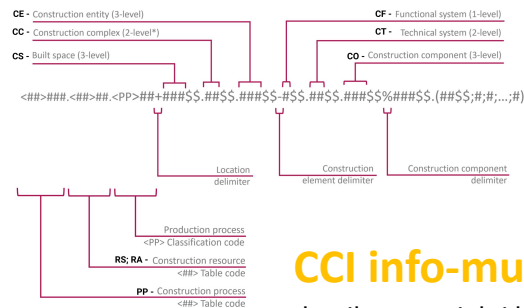 CE - Construction entity (3-level)
CC - Construction complex (2-level*)
CS - Built space (3-level)
CF - Functional system (1-level)
CT - Technical system (2-level)
CO - Construction component (3-level)
<##>###.<##>##.<PP>##+###$$.##$$.###$$-#$$.##$$.###$$%###$$.(##$$;#;#;...;#)
Location
delimiter
Construction
element delimiter
Construction component
delimiter
Production process
<PP> Classification code
RS; RA - Construction resource
<##> Table code
PP - Construction process
<##> Table code
CCI info-mu